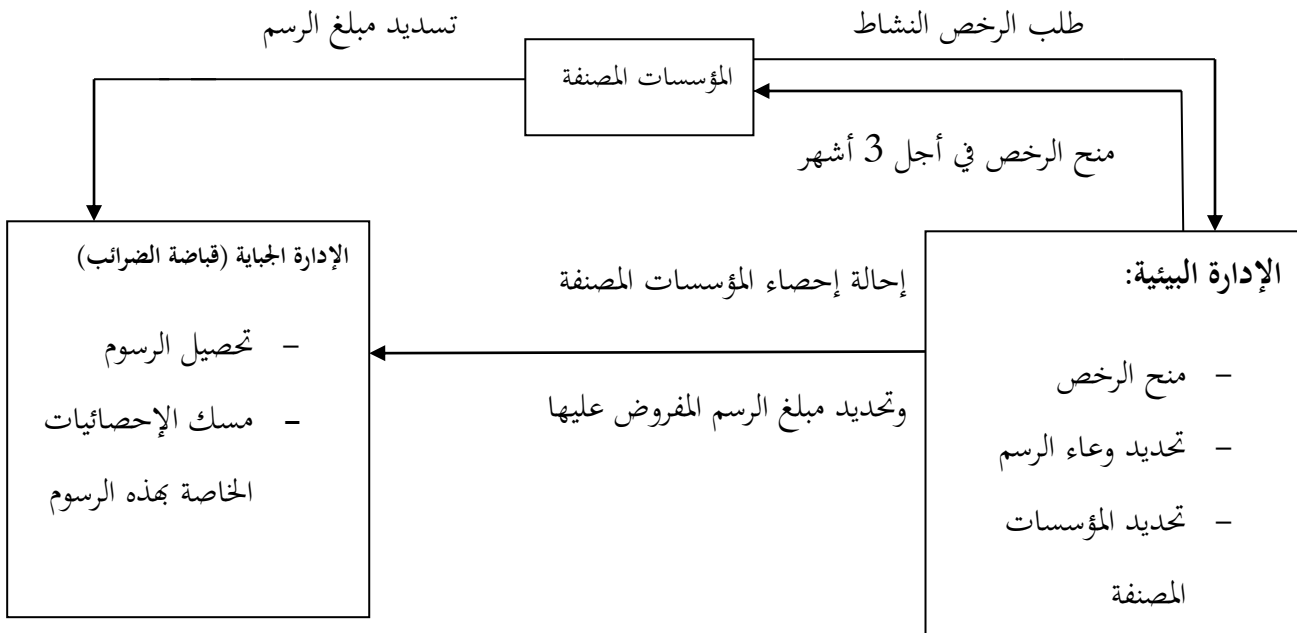 طلب الرخص النشاط
تسديد مبلغ الرسم
المؤسسات المصنفة
منح الرخص في أجل 3 أشهر
الإدارة البيئية:
– منح الرخص
– تحديد وعاء الرسم
– تحديد المؤسسات
المصنفة
إحالة إحصاء المؤسسات المصنفة
وتحديد مبلغ الرسم المفروض عليها
الإدارة الجباية (قباضة الضرائب)
– تحصيل الرسوم
– مسك الإحصائيات
الخاصة بهذه الرسوم